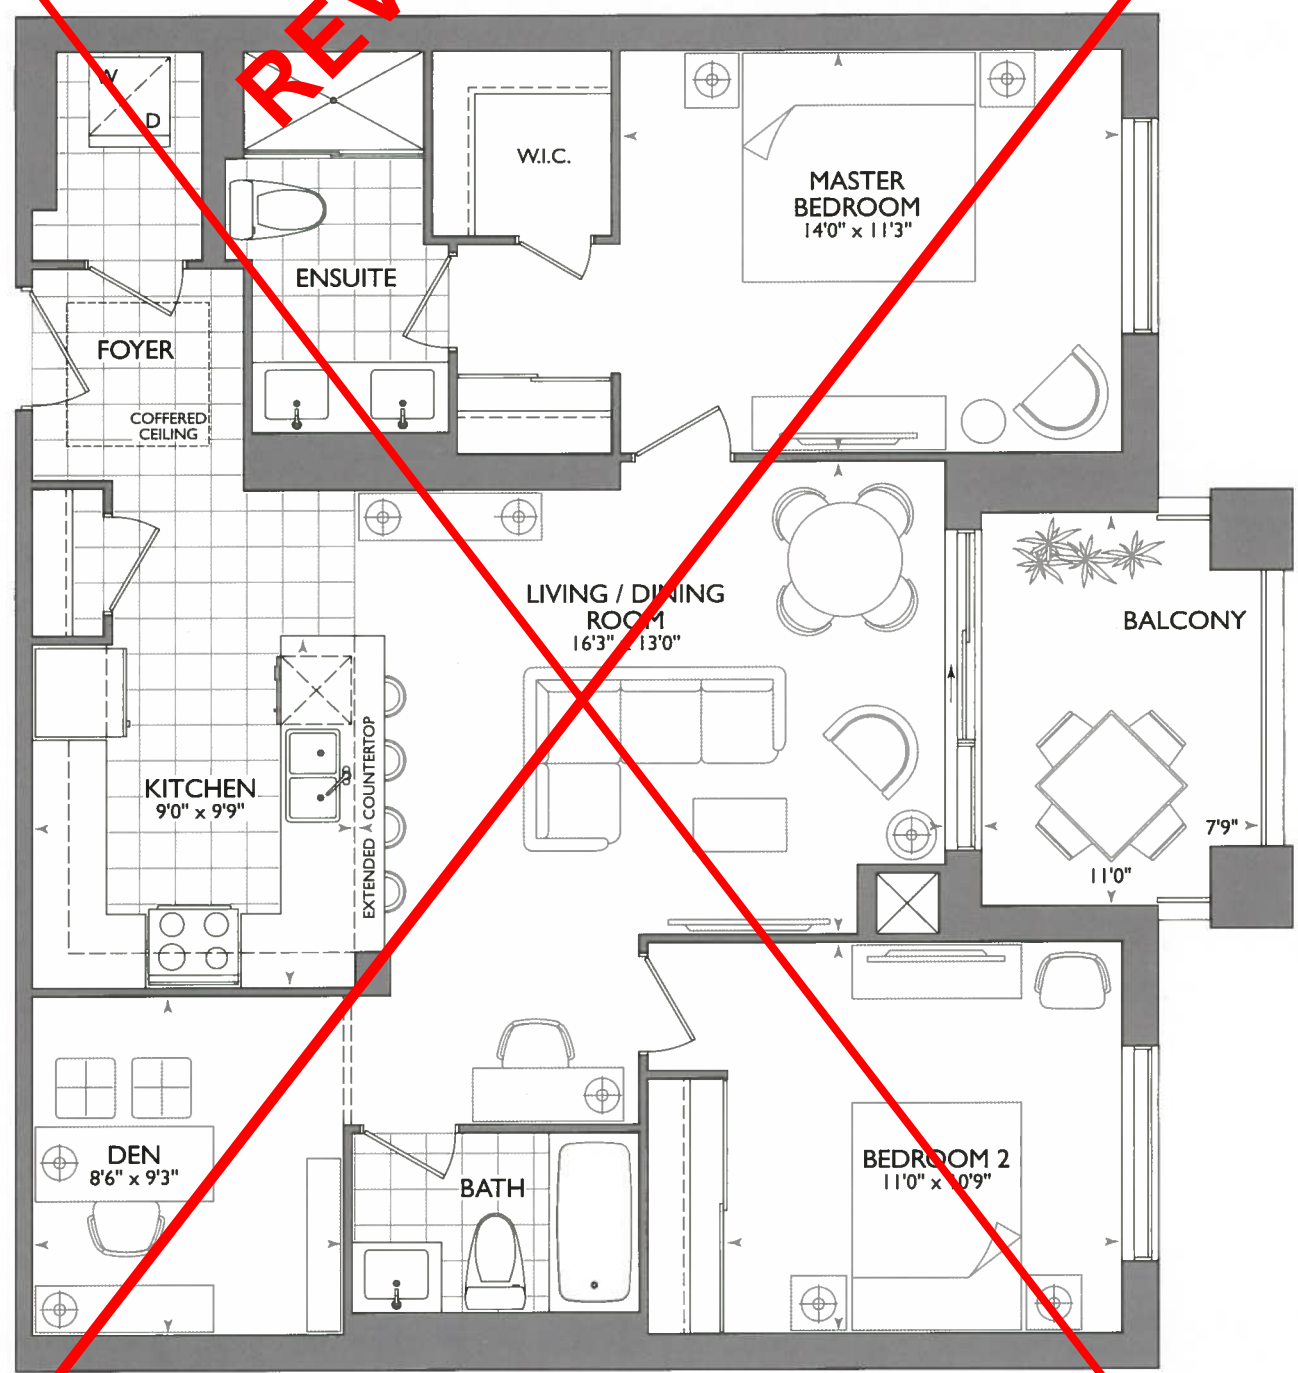 REV
W
D
W.I.C.
MASTER
BEDROOM
14'0" x 11'3"
ENSUITE
FOYER
COFFERED
CEILING
LIVING / DINING
ROOM
16'3" x 13'0"
BALCONY
7'9"
11'0"
KITCHEN
9'0" x 9'9"
EXTENDED COUNTERTOP
DEN
8'6" x 9'3"
BATH
BEDROOM 2
11'0" x 10'9"